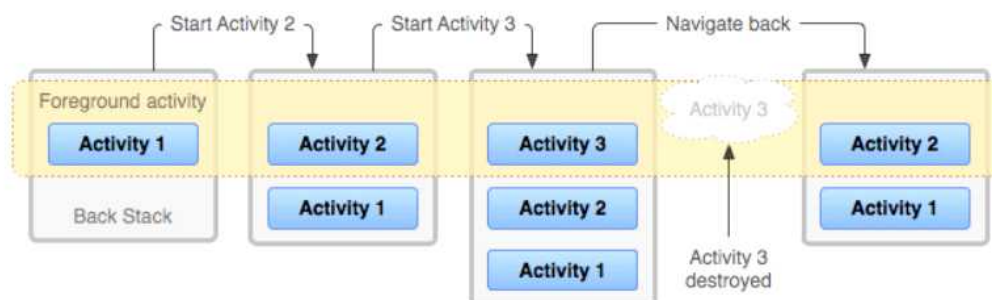 Start Activity 2
Start Activity 3
Navigate back
Foreground activity
Activity 1
Back Stack
Activity 2
Activity 1
Activity 3
Activity 2
Activity 1
Activity 3
Activity 3
destroyed
Activity 2
Activity 1